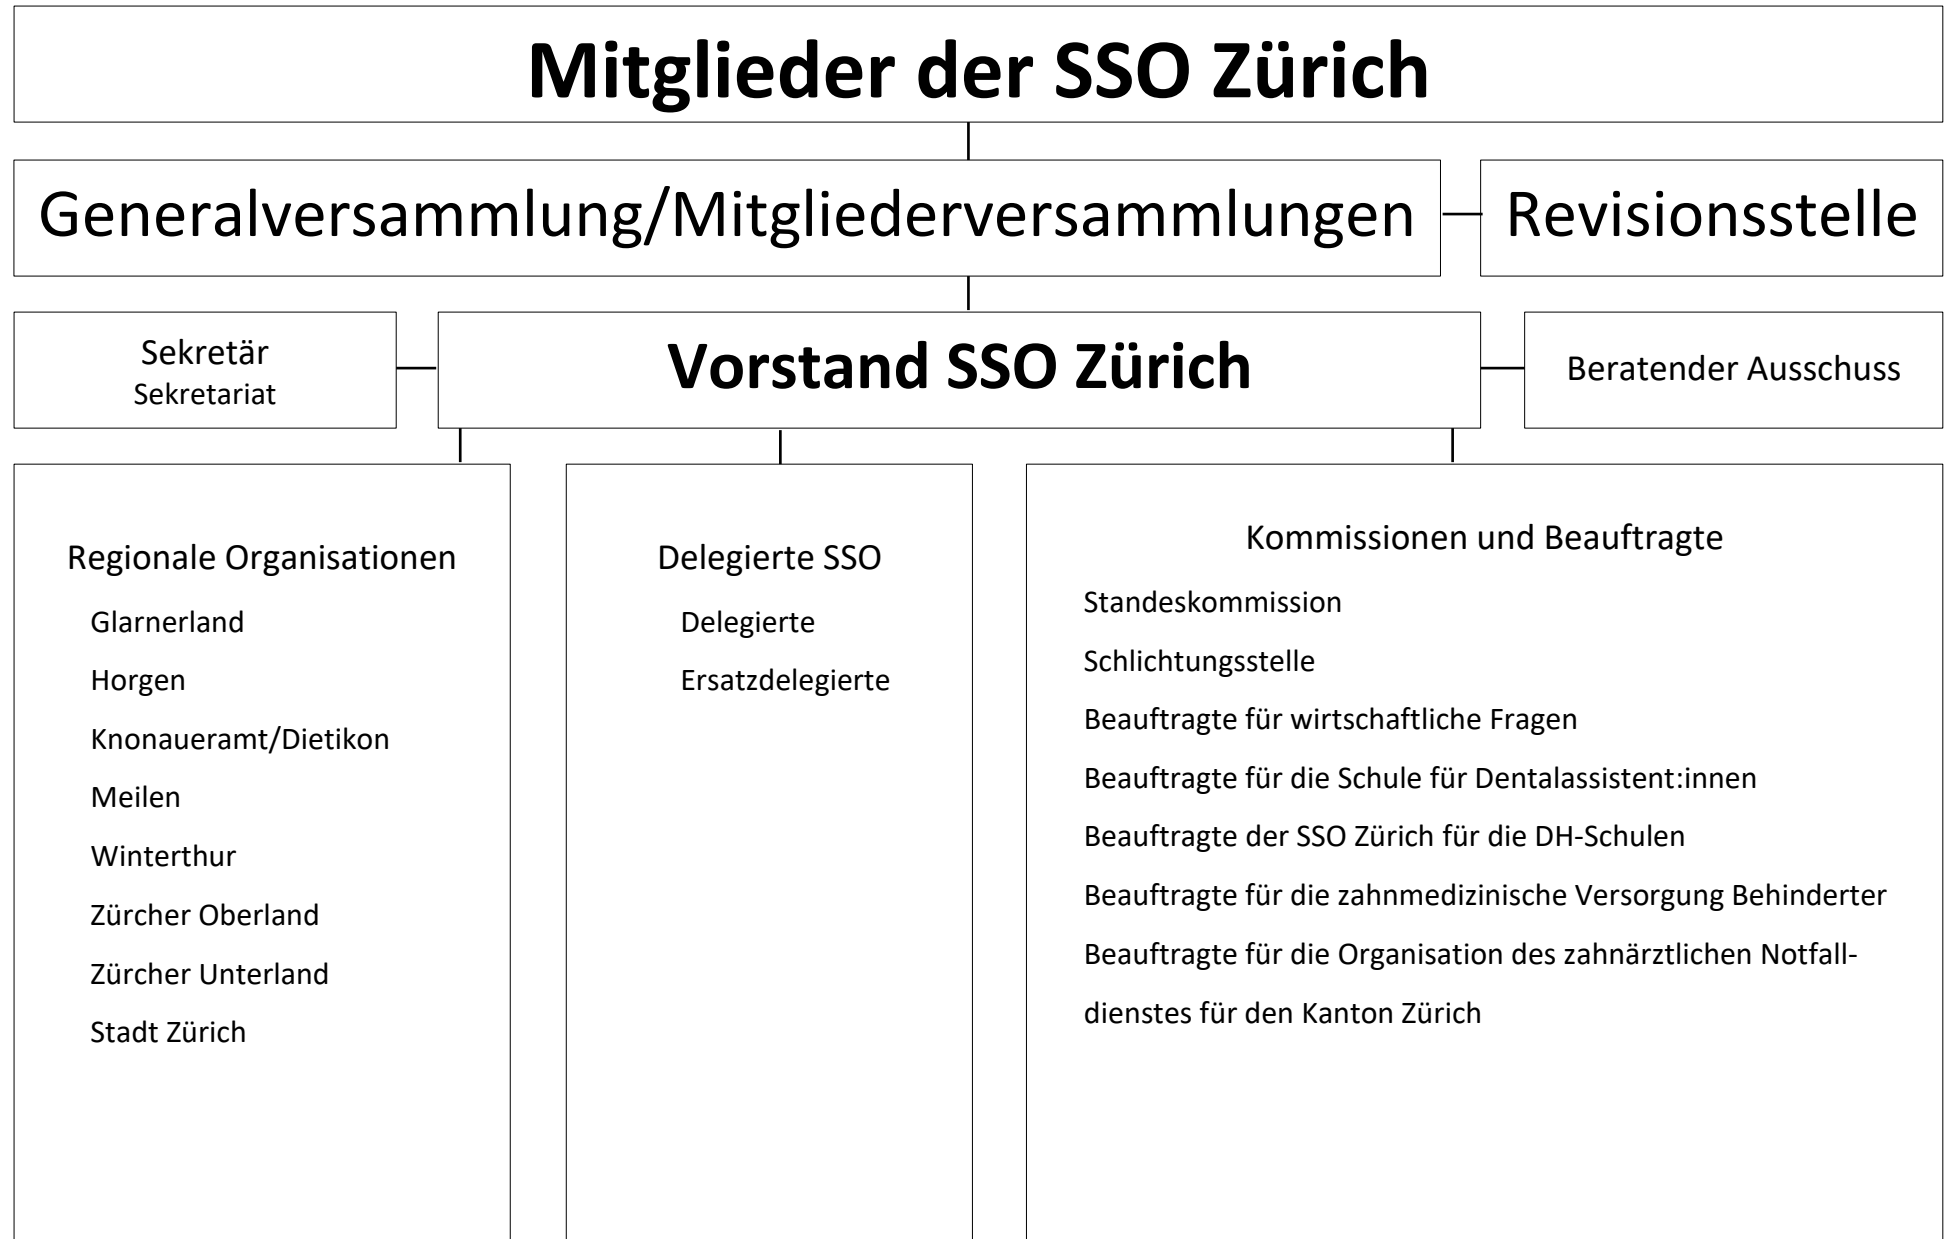 Mitglieder der SSO Zürich
Generalversammlung/Mitgliederversammlungen
Revisionsstelle
Sekretär
Sekretariat
Vorstand SSO Zürich
Beratender Ausschuss
Regionale Organisationen
Glarnerland
Horgen
Knonaueramt/Dietikon
Meilen
Winterthur
Zürcher Oberland
Zürcher Unterland
Stadt Zürich
Delegierte SSO
Delegierte
Ersatzdelegierte
Kommissionen und Beauftragte
Standeskommission
Schlichtungsstelle
Beauftragte für wirtschaftliche Fragen
Beauftragte für die Schule für Dentalassistent:innen
Beauftragte der SSO Zürich für die DH-Schulen
Beauftragte für die zahnmedizinische Versorgung Behinderter
Beauftragte für die Organisation des zahnärztlichen Notfall-
dienstes für den Kanton Zürich